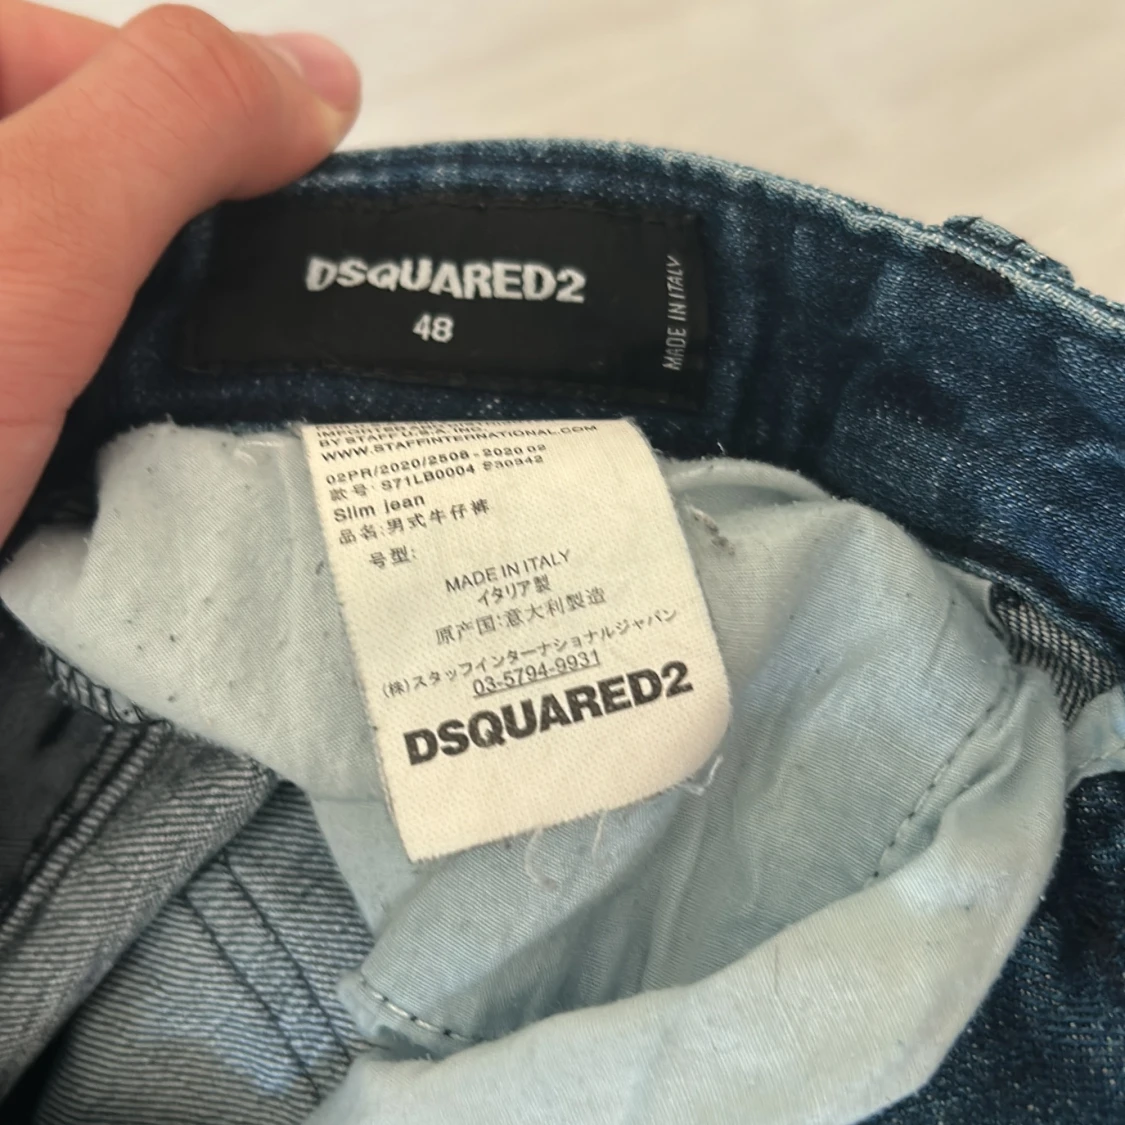 DSQUARED2
48
MADE IN ITALY
BY STAFF U.S.A. INC.
WWW.STAFFINTERNATIONAL.COM
02PR/2020/2508 - 2020 02
款号: S71LB0004 S30342
Slim jean
品名:男式牛仔裤
号型:
MADE IN ITALY
イタリア製
原产国:意大利製造
(株)スタッフインターナショナルジャパン
03-5794-9931
DSQUARED2